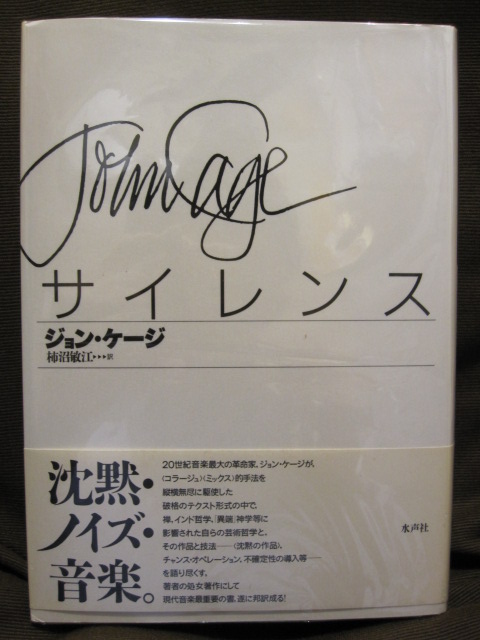 John Cage
サイレンス
ジョン・ケージ
柿沼敏江▸▸▸訳
沈黙・
ノイズ・
音楽。
20世紀音楽最大の革命家、ジョン・ケージが、
〈コラージュ〉〈ミックス〉的手法を
縦横無尽に駆使した
破格のテクスト形式の中で、
禅、インド哲学、「異端」神学等に
影響された自らの芸術哲学と、
その作品と技法──〈沈黙の作品〉、
チャンス・オペレーション、不確定性の導入等──
を語り尽くす。
著者の処女著作にして
現代音楽最重要の書、遂に邦訳成る!
水声社